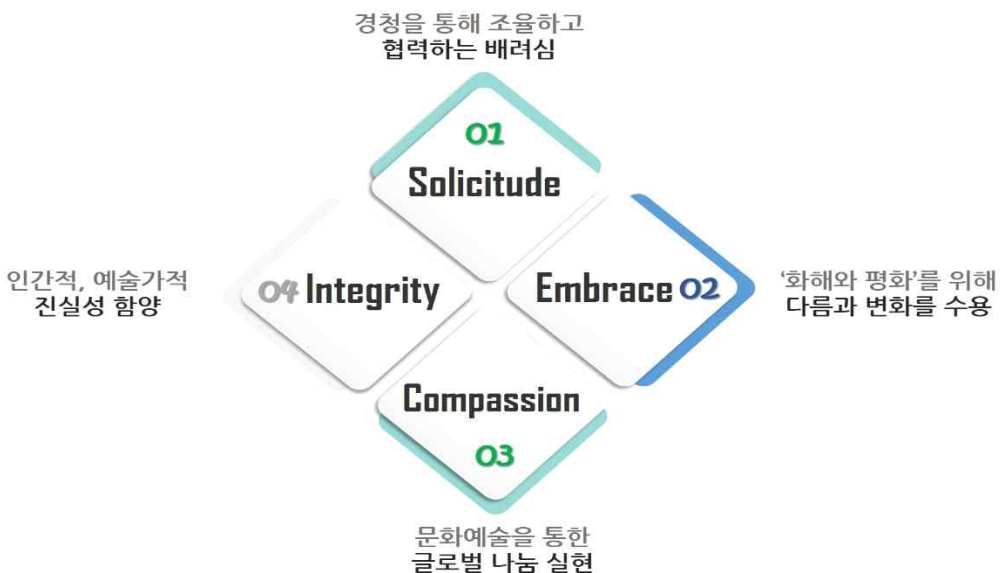 경청을 통해 조율하고
협력하는 배려심
01
Solicitude
인간적, 예술가적
진실성 함양
04 Integrity
Embrace 02
‘화해와 평화’를 위해
다름과 변화를 수용
Compassion
03
문화예술을 통한
글로벌 나눔 실현